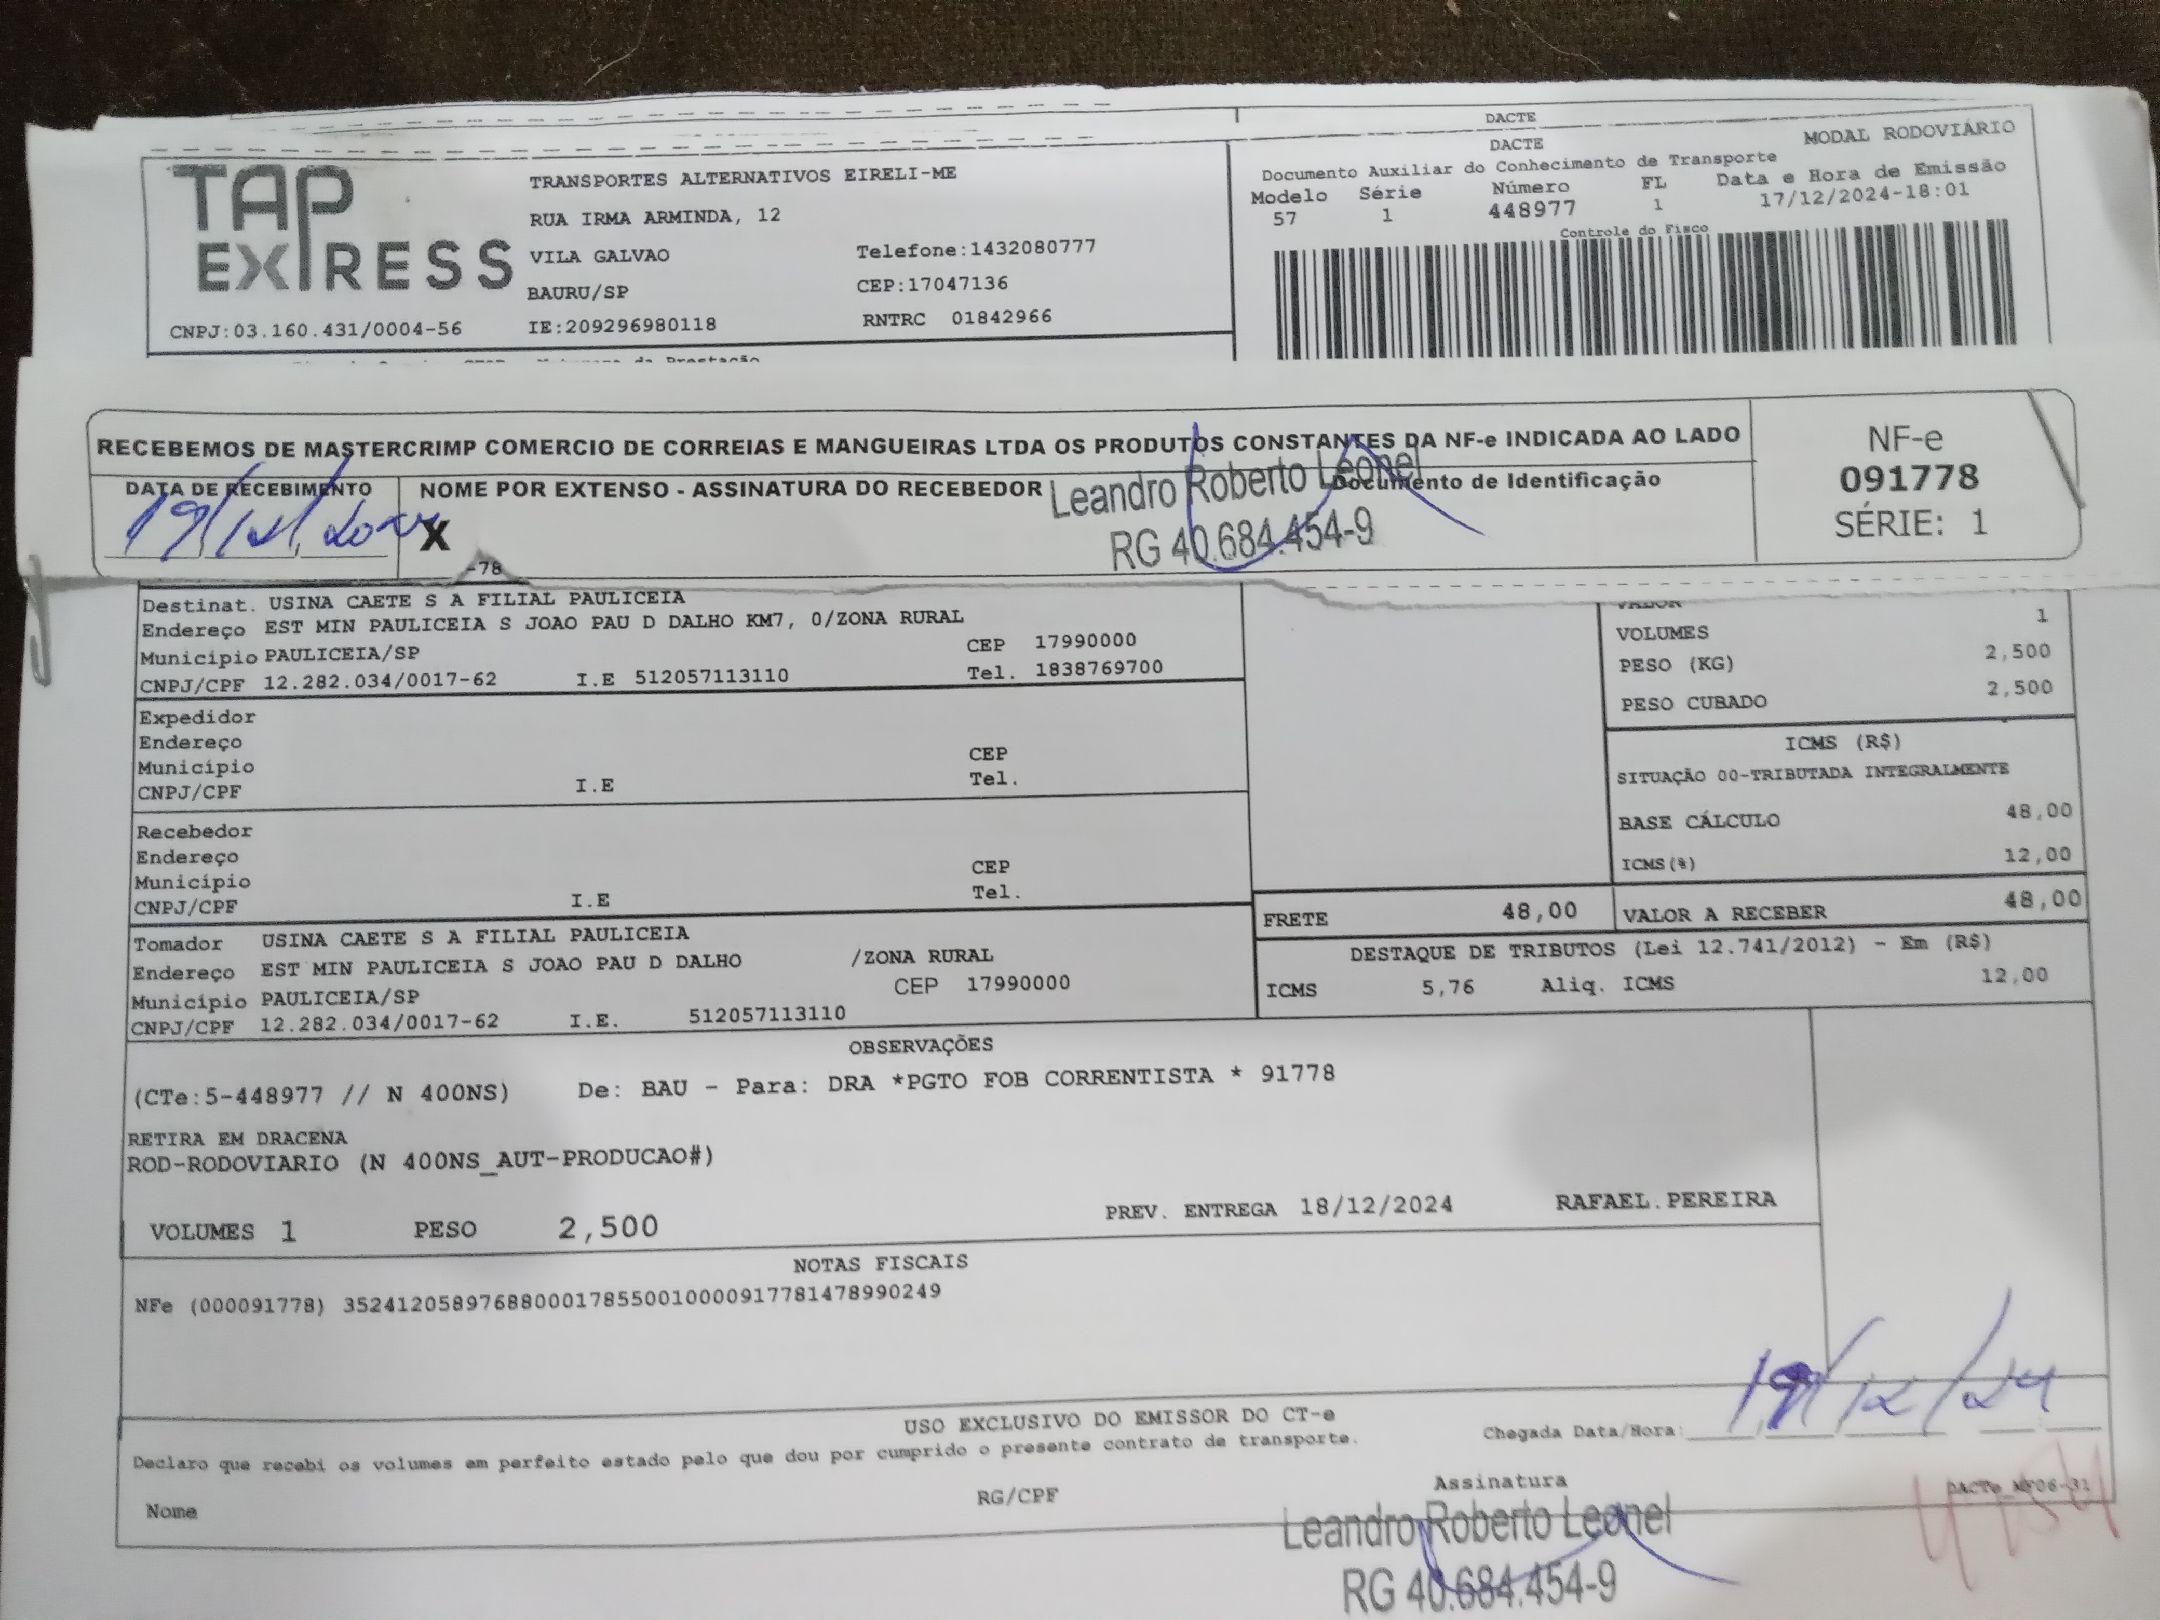 DACTE
DACTE
MODAL RODOVIÁRIO
Documento Auxiliar do Conhecimento de Transporte
Modelo Série Número FL Data e Hora de Emissão
57 1 448977 1 17/12/2024-18:01
Controle do Fisco
TAP EXPRESS
TRANSPORTES ALTERNATIVOS EIRELI-ME
RUA IRMA ARMINDA, 12
VILA GALVAO Telefone:1432080777
BAURU/SP CEP:17047136
CNPJ:03.160.431/0004-56 IE:209296980118 RNTRC 01842966
RECEBEMOS DE MASTERCRIMP COMERCIO DE CORREIAS E MANGUEIRAS LTDA OS PRODUTOS CONSTANTES DA NF-e INDICADA AO LADO
DATA DE RECEBIMENTO NOME POR EXTENSO - ASSINATURA DO RECEBEDOR Documento de Identificação
19/12/2024 X
Leandro Roberto Leonel
RG 40.684.454-9
NF-e
091778
SÉRIE: 1
-78
Destinat. USINA CAETE S A FILIAL PAULICEIA
Endereço EST MIN PAULICEIA S JOAO PAU D DALHO KM7, 0/ZONA RURAL
Município PAULICEIA/SP CEP 17990000
CNPJ/CPF 12.282.034/0017-62 I.E 512057113110 Tel. 1838769700
Expedidor
Endereço
Município CEP
CNPJ/CPF I.E Tel.
Recebedor
Endereço
Município CEP
CNPJ/CPF I.E Tel.
Tomador USINA CAETE S A FILIAL PAULICEIA
Endereço EST MIN PAULICEIA S JOAO PAU D DALHO /ZONA RURAL
Município PAULICEIA/SP CEP 17990000
CNPJ/CPF 12.282.034/0017-62 I.E. 512057113110
VALOR
VOLUMES 1
PESO (KG) 2,500
PESO CUBADO 2,500
ICMS (R$)
SITUAÇÃO 00-TRIBUTADA INTEGRALMENTE
BASE CÁLCULO 48,00
ICMS(%) 12,00
FRETE 48,00 VALOR A RECEBER 48,00
DESTAQUE DE TRIBUTOS (Lei 12.741/2012) - Em (R$)
ICMS 5,76 Aliq. ICMS 12,00
OBSERVAÇÕES
(CTe:5-448977 // N 400NS) De: BAU - Para: DRA *PGTO FOB CORRENTISTA * 91778
RETIRA EM DRACENA
ROD-RODOVIARIO (N 400NS_AUT-PRODUCAO#)
VOLUMES 1 PESO 2,500 PREV. ENTREGA 18/12/2024 RAFAEL.PEREIRA
NOTAS FISCAIS
NFe (000091778) 35241205897688000178550010000917781478990249
USO EXCLUSIVO DO EMISSOR DO CT-e
Declaro que recebi os volumes em perfeito estado pelo que dou por cumprido o presente contrato de transporte.
Chegada Data/Hora: 19/12/24
Nome RG/CPF Assinatura
Leandro Roberto Leonel
RG 40.684.454-9